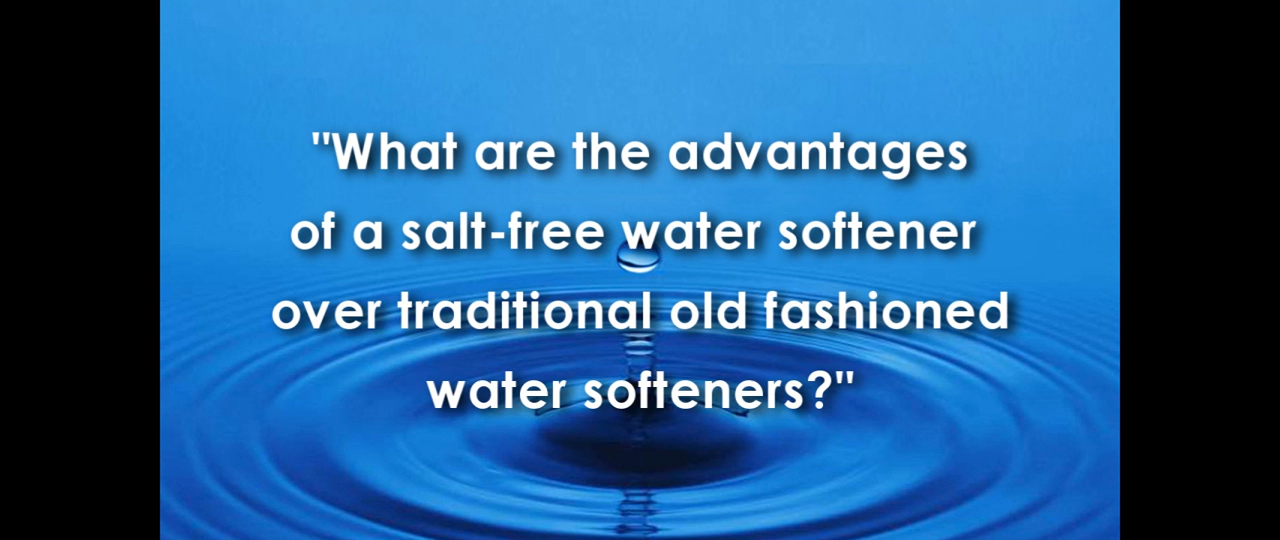 "What are the advantages
of a salt-free water softener
over traditional old fashioned
water softeners?"